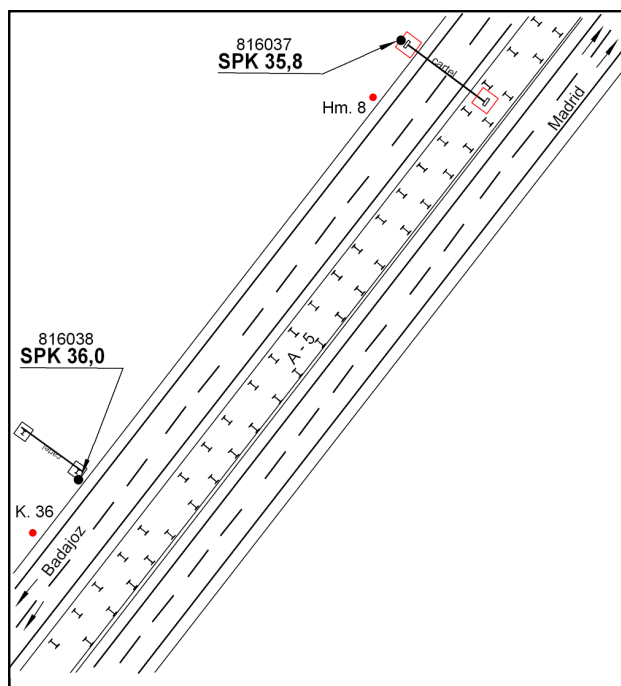 816037
SPK 35,8
cartel
Hm. 8
Madrid
A - 5
816038
SPK 36,0
cartel
K. 36
Badajoz